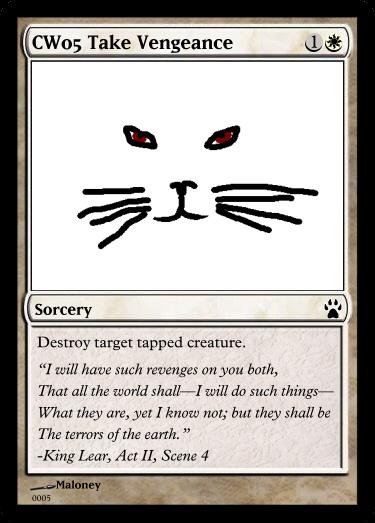 CW05 Take Vengeance 1
Sorcery
Destroy target tapped creature.
“I will have such revenges on you both,
That all the world shall—I will do such things—
What they are, yet I know not; but they shall be
The terrors of the earth.”
-King Lear, Act II, Scene 4
Maloney
0005